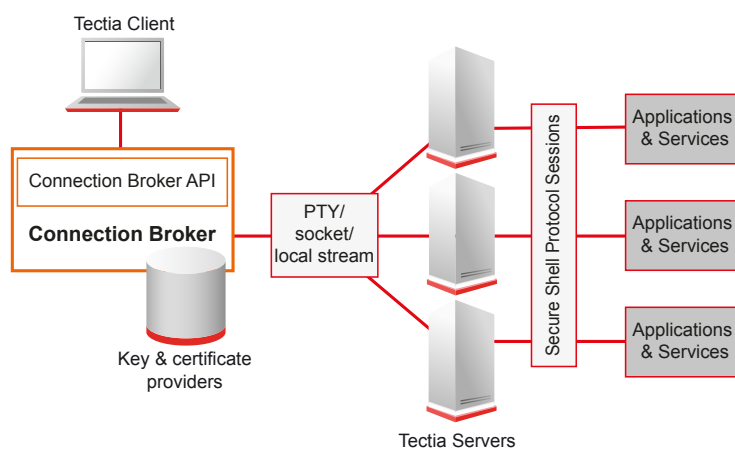 Tectia Client
Connection Broker API
Connection Broker
Key & certificate
providers
PTY/
socket/
local stream
Tectia Servers
Secure Shell Protocol Sessions
Applications
& Services
Applications
& Services
Applications
& Services